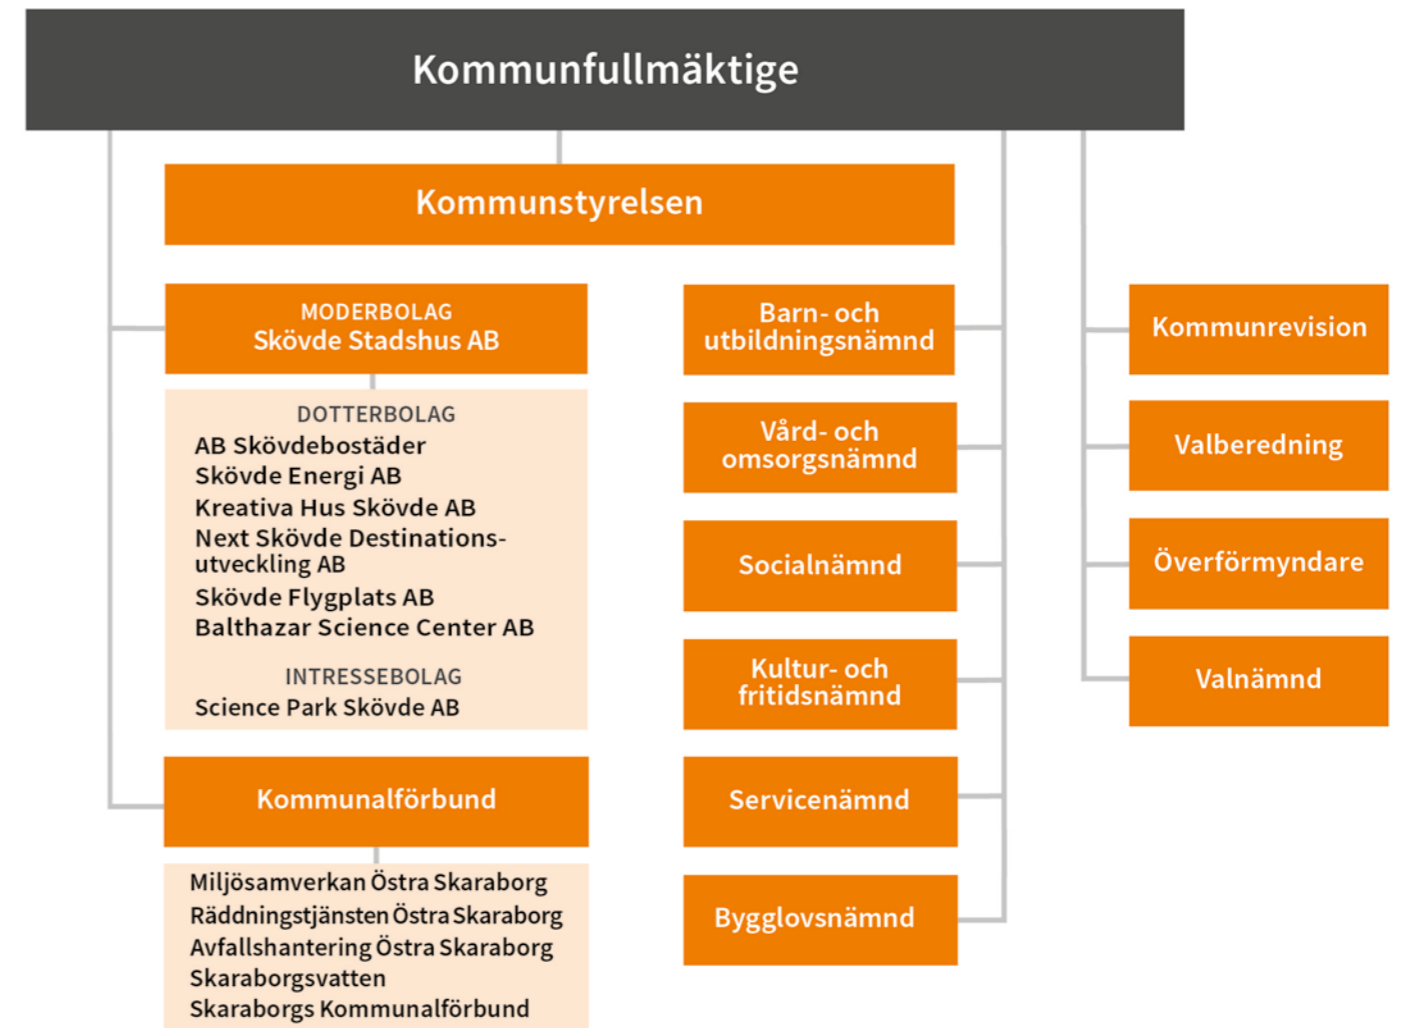 Kommunfullmäktige
Kommunstyrelsen
MODERBOLAG
Skövde Stadshus AB
DOTTERBOLAG
AB Skövdebostäder
Skövde Energi AB
Kreativa Hus Skövde AB
Next Skövde Destinations-
utveckling AB
Skövde Flygplats AB
Balthazar Science Center AB
INTRESSEBOLAG
Science Park Skövde AB
Kommunalförbund
Miljösamverkan Östra Skaraborg
Räddningstjänsten Östra Skaraborg
Avfallshantering Östra Skaraborg
Skaraborgsvatten
Skaraborgs Kommunalförbund
Barn- och
utbildningsnämnd
Vård- och
omsorgsnämnd
Socialnämnd
Kultur- och
fritidsnämnd
Servicenämnd
Bygglovsnämnd
Kommunrevision
Valberedning
Överförmyndare
Valnämnd